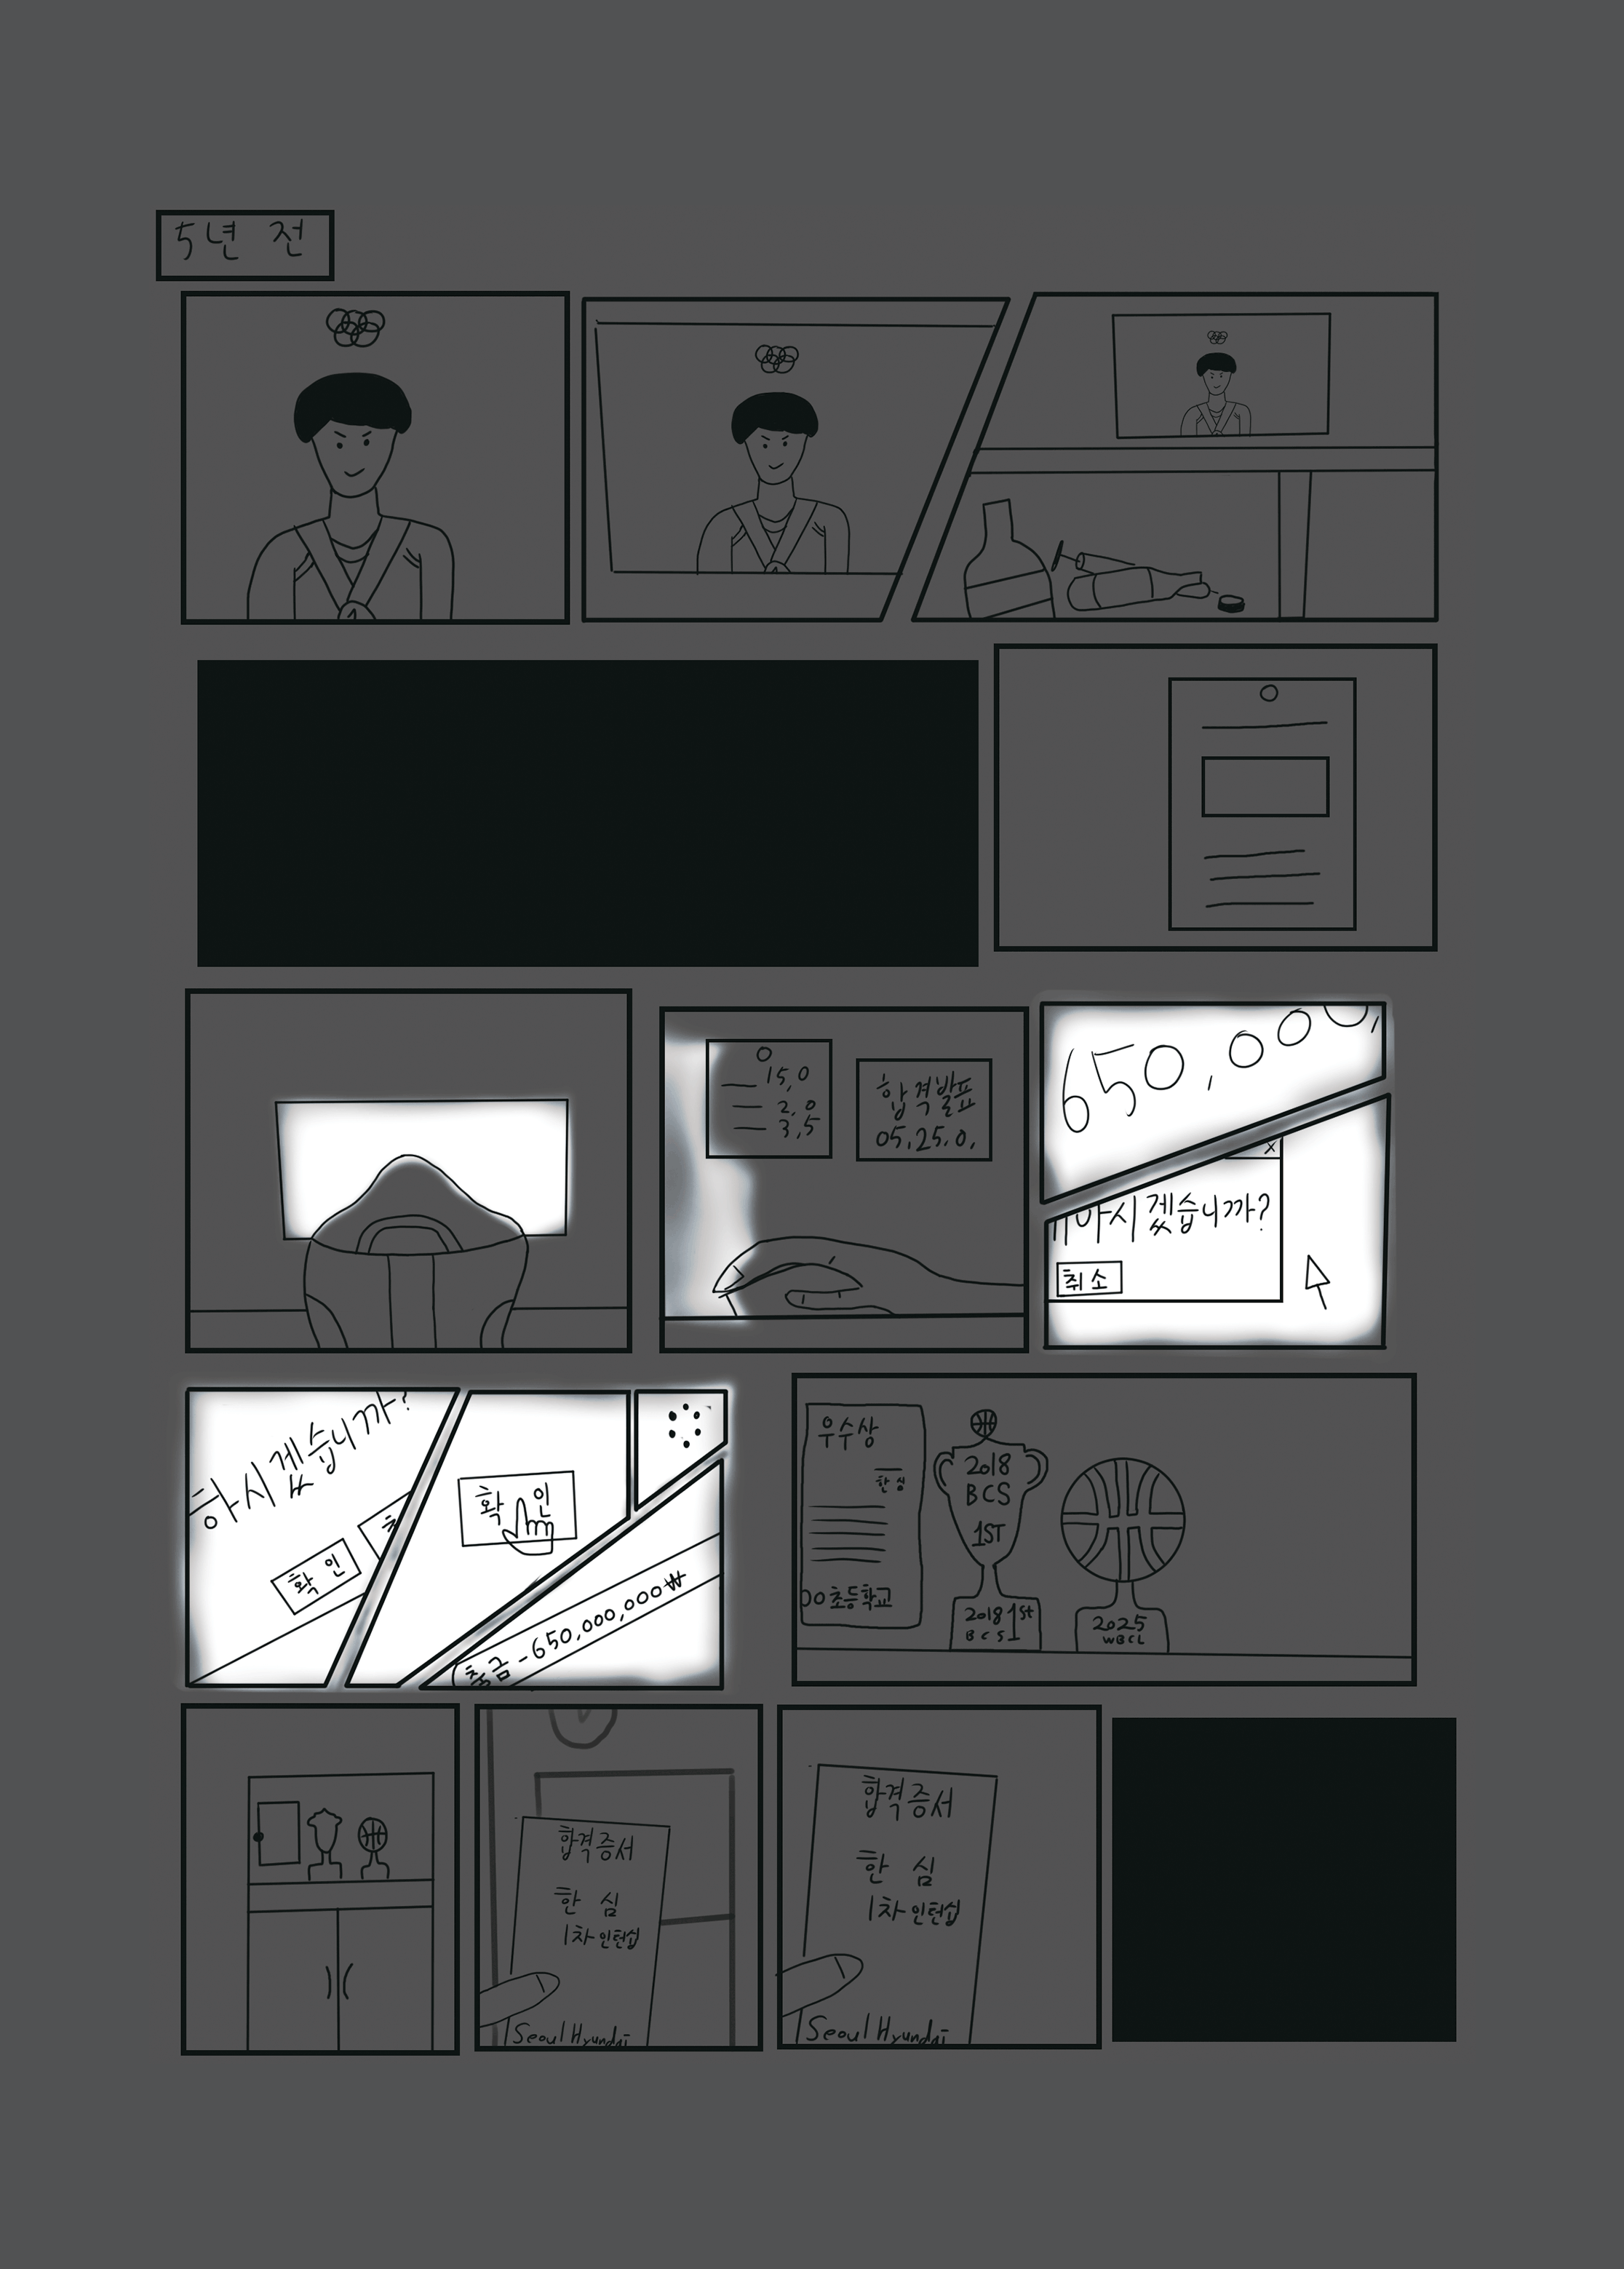 5년 전
15,0
2,0
3,5
합격발표
05,25.0,
650,000,
하시겠습니까?
취소
X
하시겠습니까?
확인
취
확인
출금 -650,000,000₩
우수상
한심
00초등학교
2018
BCS
1ST
2018 1st
BCS
2025
WBCL
합격증서
한 심
1차인턴십
Seoul Hyundai
합격증서
한 심
1차인턴십
Seoul Hyundai